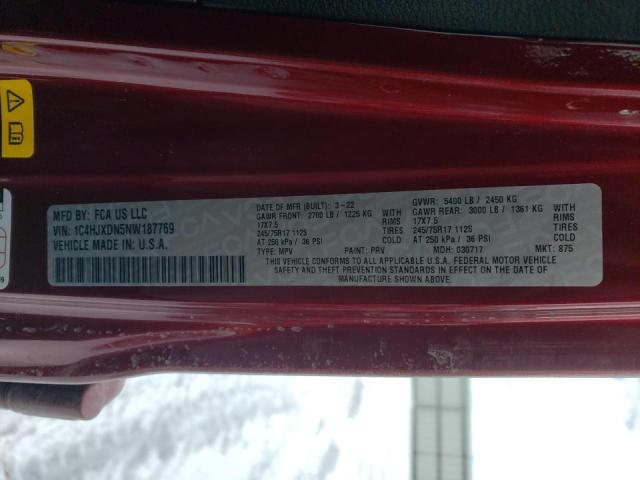 MFD BY: FCA US LLC
VIN: 1C4HJXDN5NW187769
VEHICLE MADE IN: U.S.A.
DATE OF MFR (BUILT): 3-22
GAWR FRONT: 2700 LB / 1225 KG
17X7.5
245/75R17 112S TIRES
AT 250 kPa / 36 PSI COLD
TYPE: MPV PAINT: PRV
GVWR: 5400 LB / 2450 KG
GAWR REAR: 3000 LB / 1361 KG
17X7.5
245/75R17 112S TIRES
AT 250 kPa / 36 PSI COLD
MDH: 030717 MKT: 875
THIS VEHICLE CONFORMS TO ALL APPLICABLE U.S.A. FEDERAL MOTOR VEHICLE
SAFETY AND THEFT PREVENTION STANDARDS IN EFFECT ON THE DATE OF
MANUFACTURE SHOWN ABOVE.